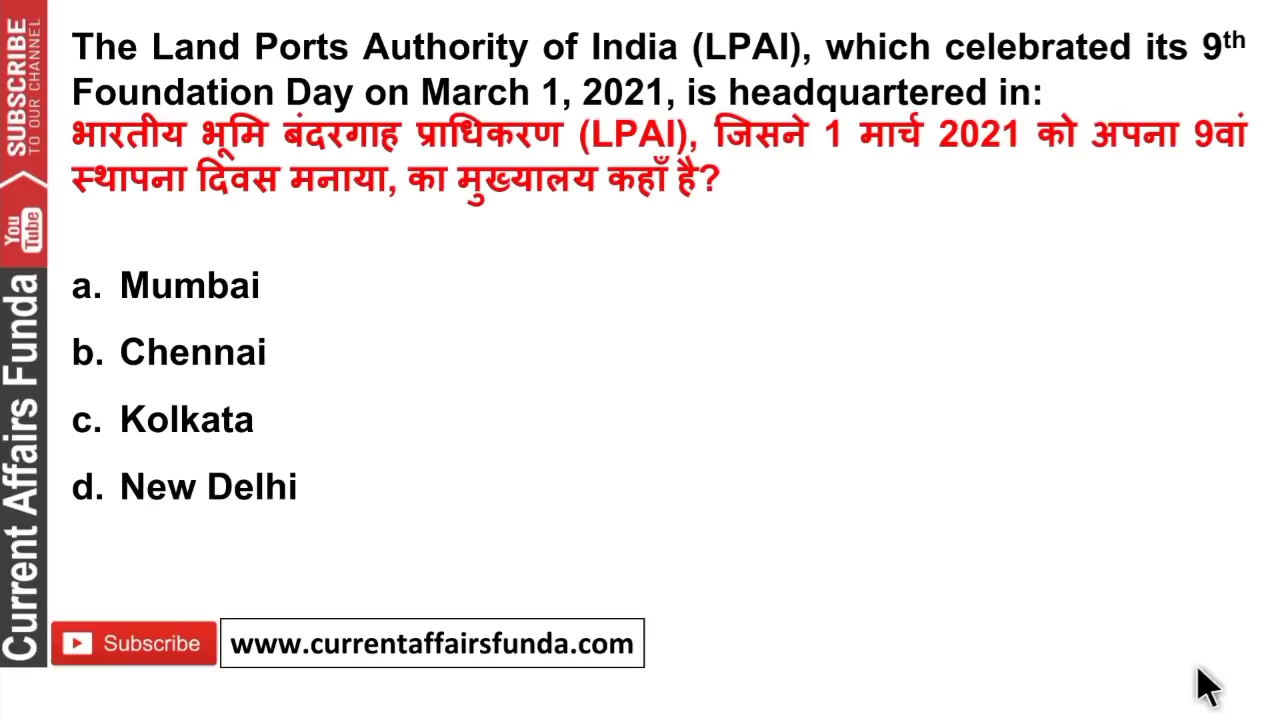 The Land Ports Authority of India (LPAI), which celebrated its 9th
Foundation Day on March 1, 2021, is headquartered in:
भारतीय भूमि बंदरगाह प्राधिकरण (LPAI), जिसने 1 मार्च 2021 को अपना 9वां
स्थापना दिवस मनाया, का मुख्यालय कहाँ है?
a. Mumbai
b. Chennai
c. Kolkata
d. New Delhi
SUBSCRIBE
TO OUR CHANNEL
You
Tube
Current Affairs Funda
Subscribe
www.currentaffairsfunda.com